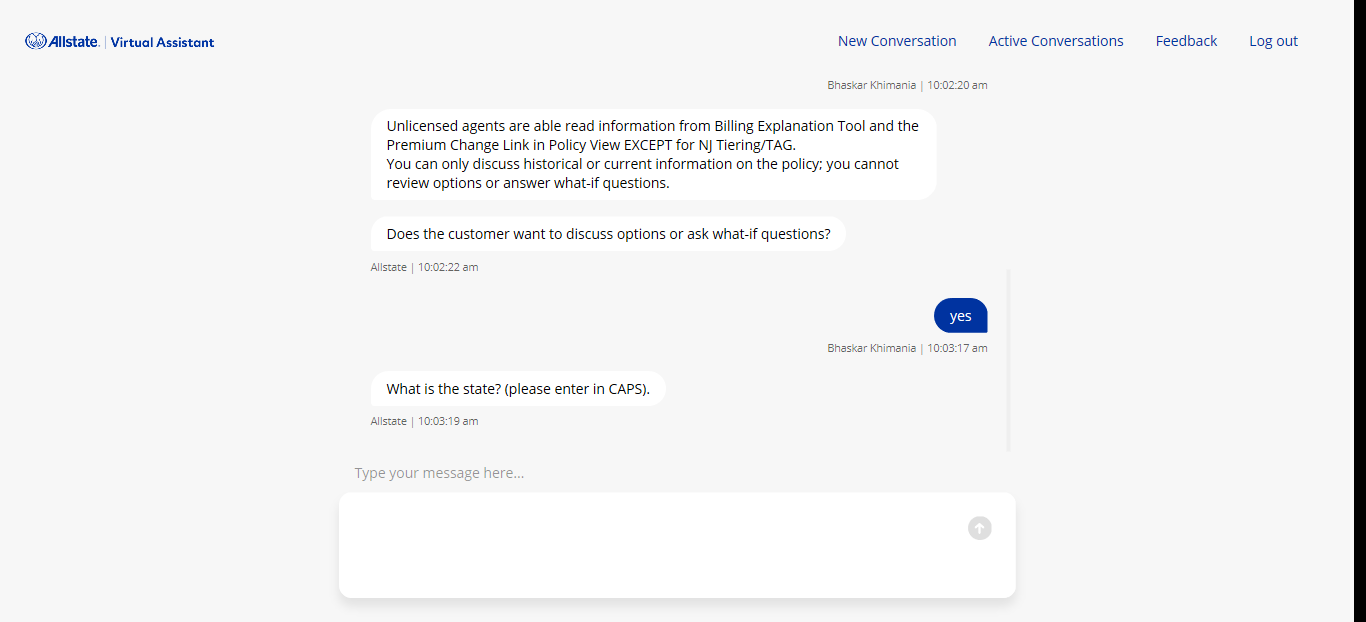 Allstate. | Virtual Assistant
New Conversation
Active Conversations
Feedback
Log out
Bhaskar Khimania | 10:02:20 am
Unlicensed agents are able read information from Billing Explanation Tool and the
Premium Change Link in Policy View EXCEPT for NJ Tiering/TAG.
You can only discuss historical or current information on the policy; you cannot
review options or answer what-if questions.
Does the customer want to discuss options or ask what-if questions?
Allstate | 10:02:22 am
yes
Bhaskar Khimania | 10:03:17 am
What is the state? (please enter in CAPS).
Allstate | 10:03:19 am
Type your message here...